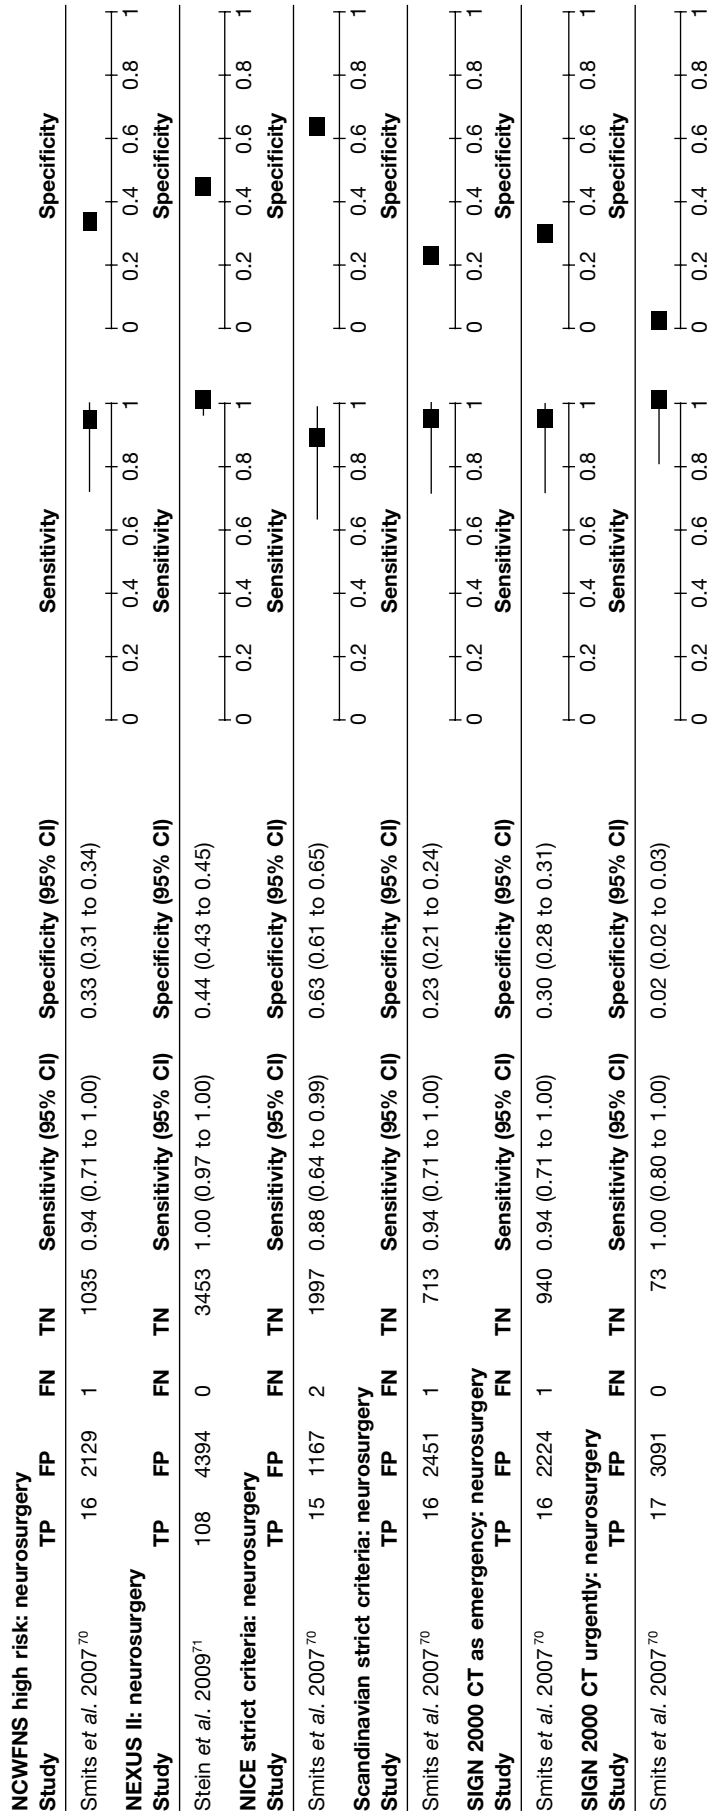 NCWFNS high risk: neurosurgery
Study TP FP FN TN Sensitivity (95% CI) Specificity (95% CI) Sensitivity Specificity
Smits et al. 2007 70 16 2129 1 1035 0.94 (0.71 to 1.00) 0.33 (0.31 to 0.34)
0 0.2 0.4 0.6 0.8 1 0 0.2 0.4 0.6 0.8 1
NEXUS II: neurosurgery
Study TP FP FN TN Sensitivity (95% CI) Specificity (95% CI) Sensitivity Specificity
Stein et al. 2009 71 108 4394 0 3453 1.00 (0.97 to 1.00) 0.44 (0.43 to 0.45)
0 0.2 0.4 0.6 0.8 1 0 0.2 0.4 0.6 0.8 1
NICE strict criteria: neurosurgery
Study TP FP FN TN Sensitivity (95% CI) Specificity (95% CI) Sensitivity Specificity
Smits et al. 2007 70 15 1167 2 1997 0.88 (0.64 to 0.99) 0.63 (0.61 to 0.65)
0 0.2 0.4 0.6 0.8 1 0 0.2 0.4 0.6 0.8 1
Scandinavian strict criteria: neurosurgery
Study TP FP FN TN Sensitivity (95% CI) Specificity (95% CI) Sensitivity Specificity
Smits et al. 2007 70 16 2451 1 713 0.94 (0.71 to 1.00) 0.23 (0.21 to 0.24)
0 0.2 0.4 0.6 0.8 1 0 0.2 0.4 0.6 0.8 1
SIGN 2000 CT as emergency: neurosurgery
Study TP FP FN TN Sensitivity (95% CI) Specificity (95% CI) Sensitivity Specificity
Smits et al. 2007 70 16 2224 1 940 0.94 (0.71 to 1.00) 0.30 (0.28 to 0.31)
0 0.2 0.4 0.6 0.8 1 0 0.2 0.4 0.6 0.8 1
SIGN 2000 CT urgently: neurosurgery
Study TP FP FN TN Sensitivity (95% CI) Specificity (95% CI) Sensitivity Specificity
Smits et al. 2007 70 17 3091 0 73 1.00 (0.80 to 1.00) 0.02 (0.02 to 0.03)
0 0.2 0.4 0.6 0.8 1 0 0.2 0.4 0.6 0.8 1